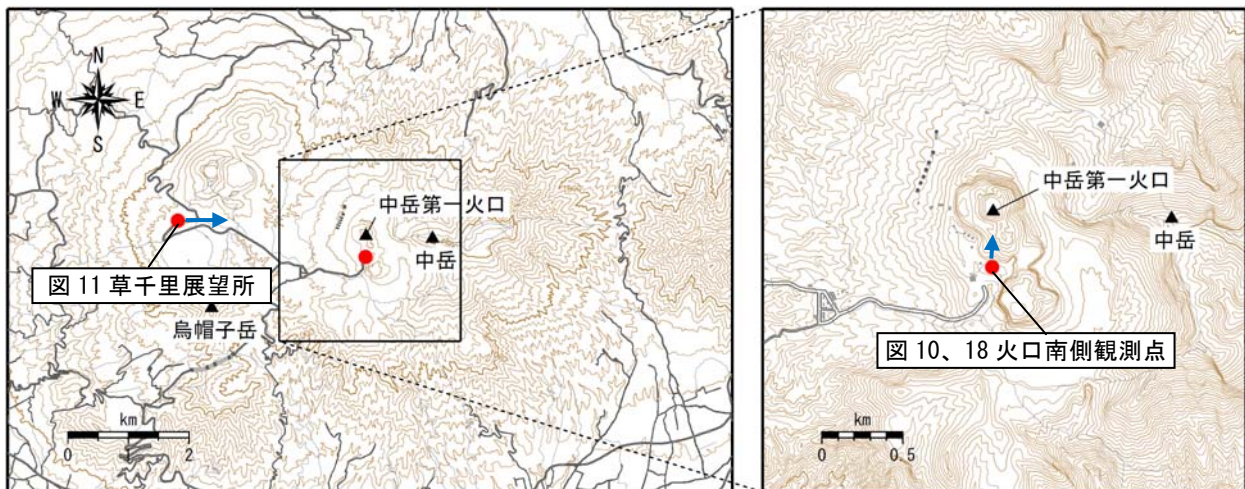 N
W E
S
中岳第一火口
中岳
図 11 草千里展望所
烏帽子岳
km
0 1 2
中岳第一火口
中岳
図 10、18 火口南側観測点
km
0 0.5